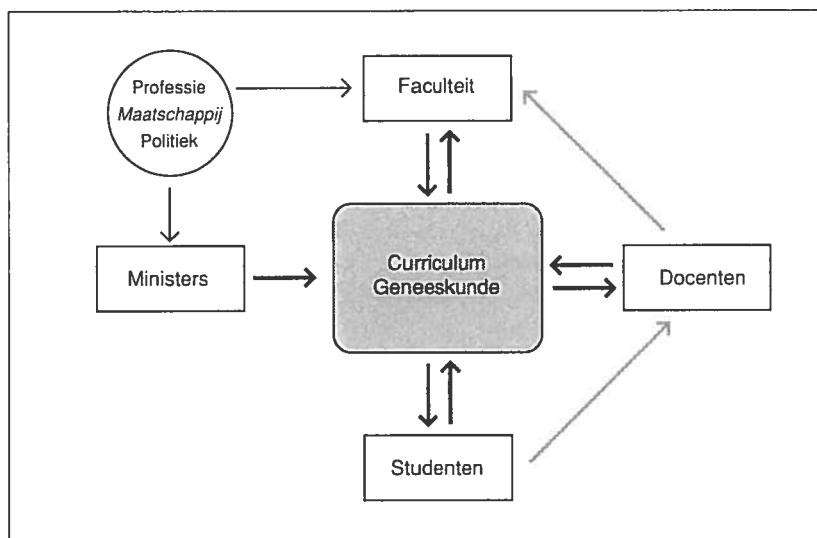 Professie
Maatschappij
Politiek
Faculteit
Ministers
Curriculum
Geneeskunde
Docenten
Studenten